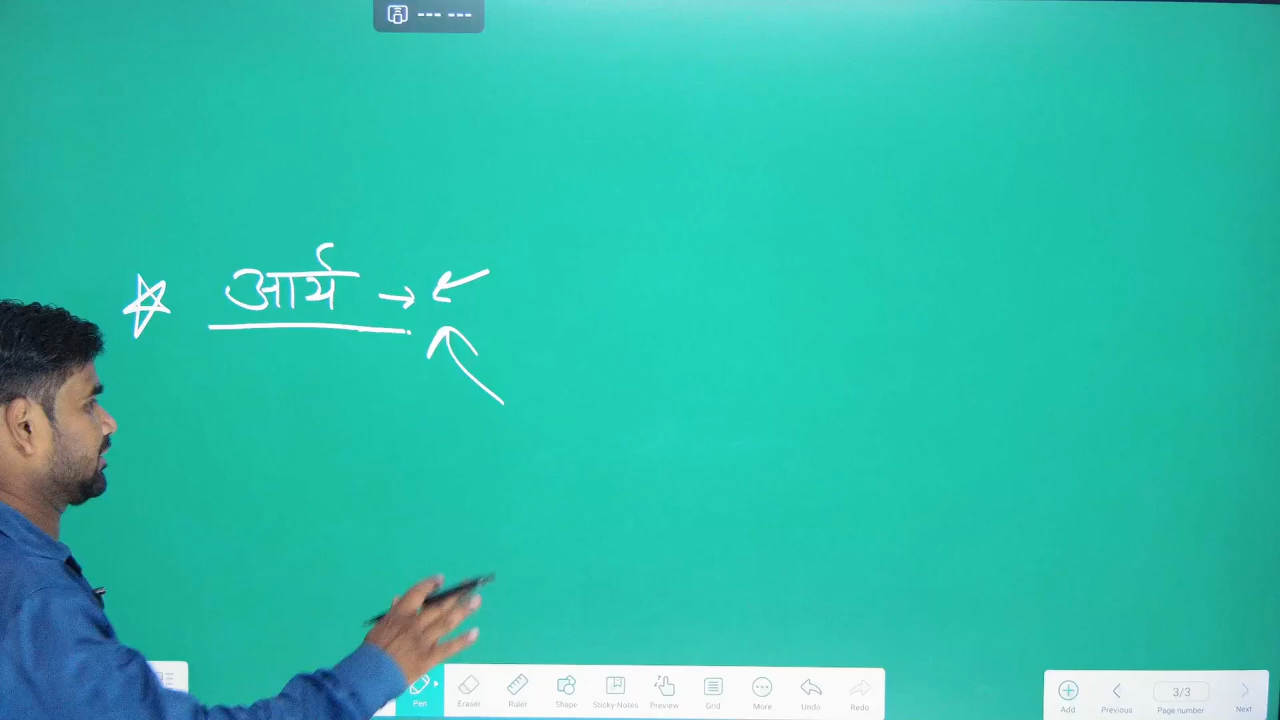 --- ---
आर्य →
Pen
Eraser
Ruler
Shape
Sticky-Notes
Preview
Grid
More
Undo
Redo
Add
Previous
3/3
Page number
Next